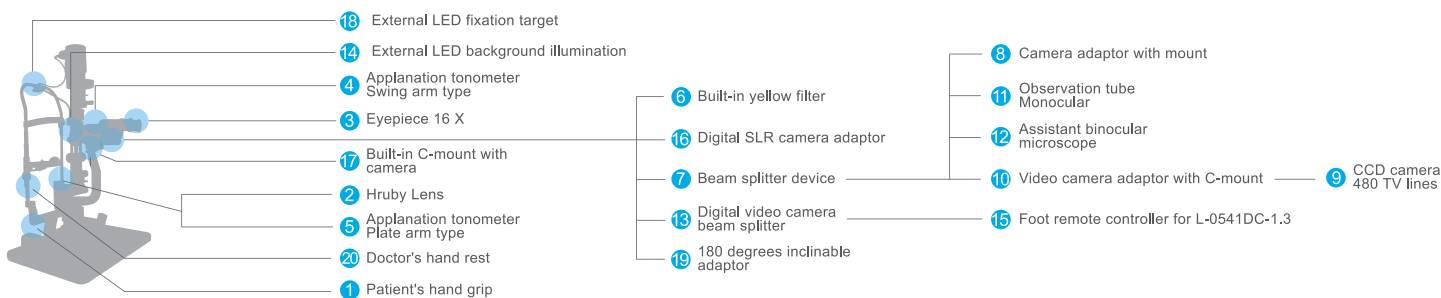 18 External LED fixation target
14 External LED background illumination
4 Applanation tonometer
Swing arm type
3 Eyepiece 16 X
17 Built-in C-mount with
camera
2 Hruby Lens
5 Applanation tonometer
Plate arm type
20 Doctor's hand rest
1 Patient's hand grip
6 Built-in yellow filter
16 Digital SLR camera adaptor
7 Beam splitter device
13 Digital video camera
beam splitter
19 180 degrees inclinable
adaptor
8 Camera adaptor with mount
11 Observation tube
Monocular
12 Assistant binocular
microscope
10 Video camera adaptor with C-mount
15 Foot remote controller for L-0541DC-1.3
9 CCD camera
480 TV lines